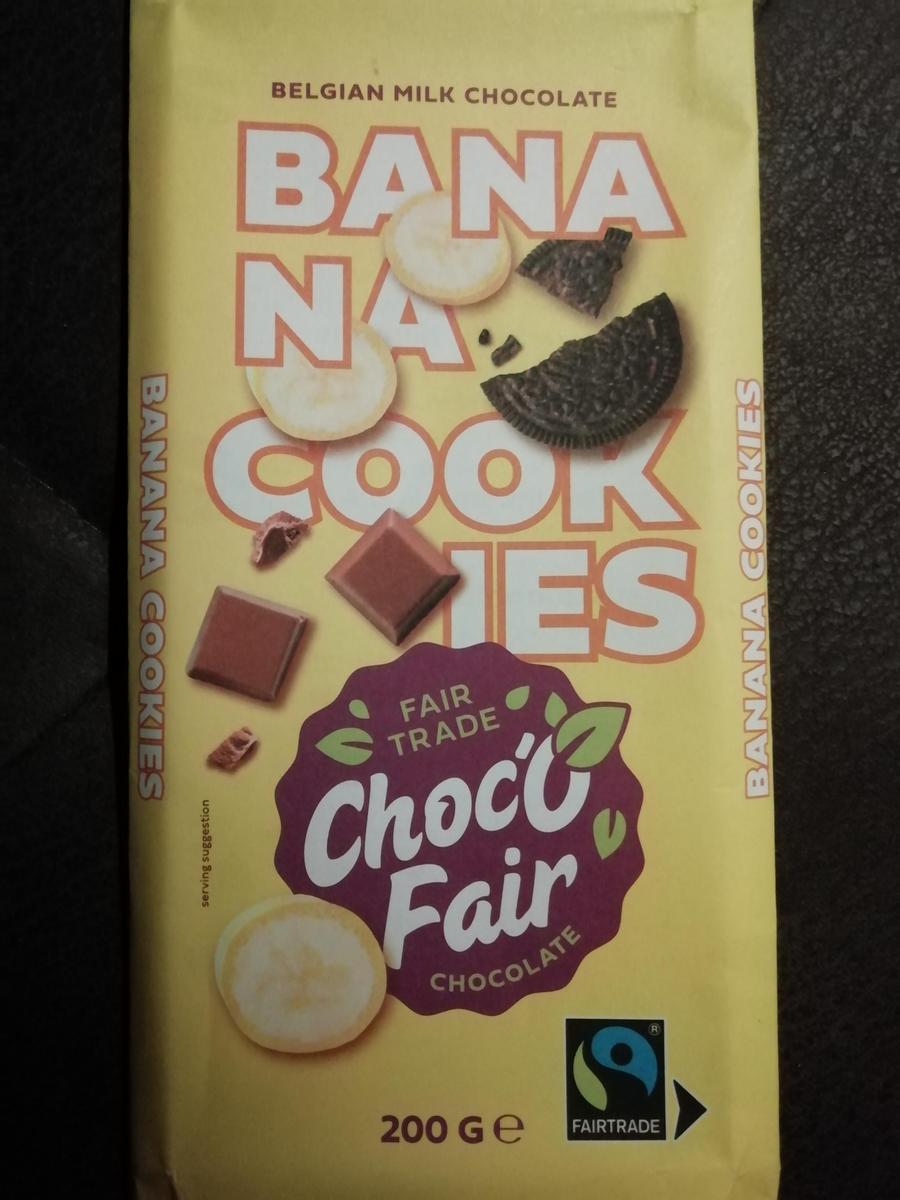 BELGIAN MILK CHOCOLATE
BANA
NA
COOK
IES
BANANA COOKIES
BANANA COOKIES
FAIR
TRADE
Choc'O
Fair
CHOCOLATE
serving suggestion
200 G ℮
®
FAIRTRADE